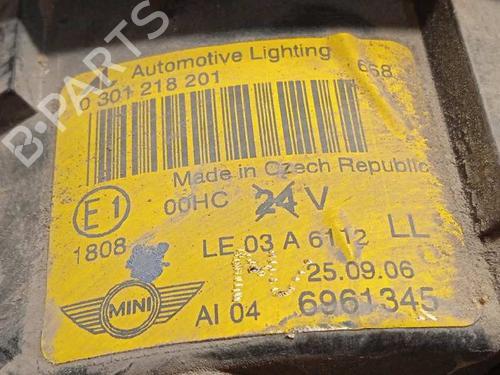 Automotive Lighting 668
0 301 218 201
Made in Czech Republic
E1
00HC 24 V
1808
LE 03 A 6112 LL
25.09.06
MINI
Al 04 6961345
B-PARTS